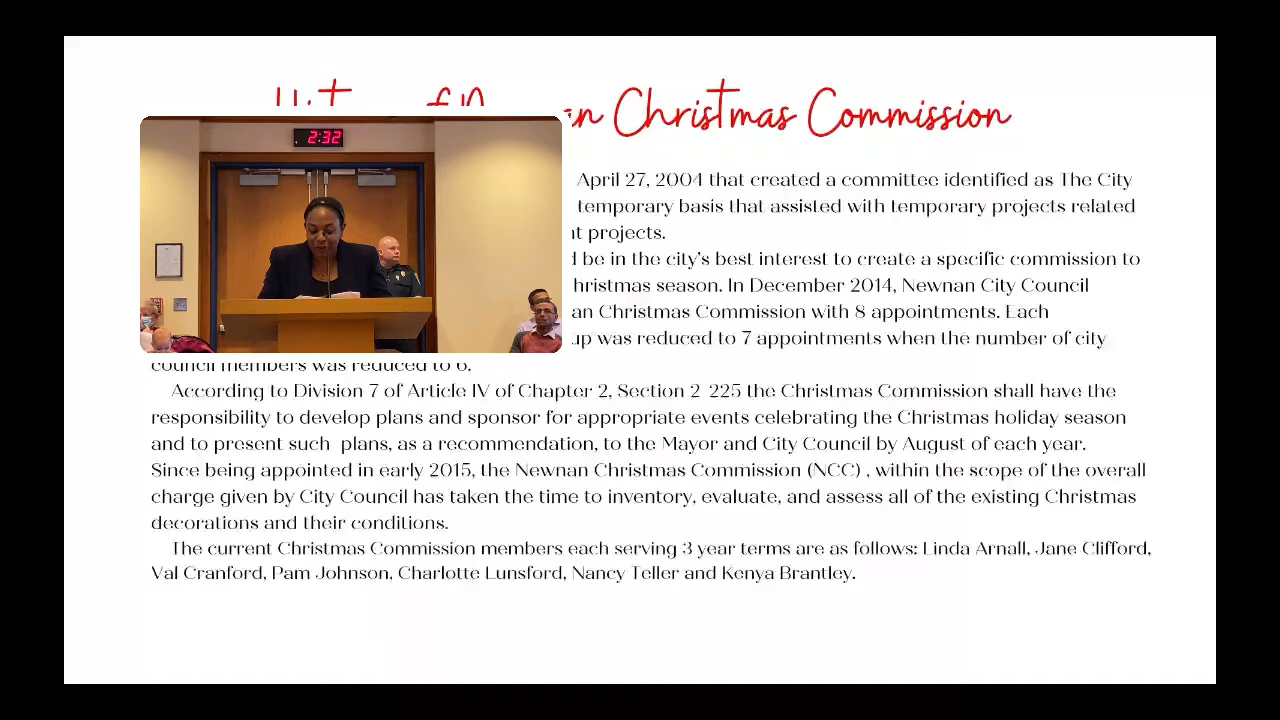 Christmas Commission
2:32
April 27, 2004 that created a committee identified as The City
temporary basis that assisted with temporary projects related
projects.
be in the city's best interest to create a specific commission to
hristmas season. In December 2014, Newnan City Council
an Christmas Commission with 8 appointments. Each
up was reduced to 7 appointments when the number of city
council members was reduced to 6.
According to Division 7 of Article IV of Chapter 2, Section 2 225 the Christmas Commission shall have the
responsibility to develop plans and sponsor for appropriate events celebrating the Christmas holiday season
and to present such plans, as a recommendation, to the Mayor and City Council by August of each year.
Since being appointed in early 2015, the Newnan Christmas Commission (NCC) , within the scope of the overall
charge given by City Council has taken the time to inventory, evaluate, and assess all of the existing Christmas
decorations and their conditions.
The current Christmas Commission members each serving 3 year terms are as follows: Linda Arnall, Jane Clifford,
Val Cranford, Pam Johnson, Charlotte Lunsford, Nancy Teller and Kenya Brantley.